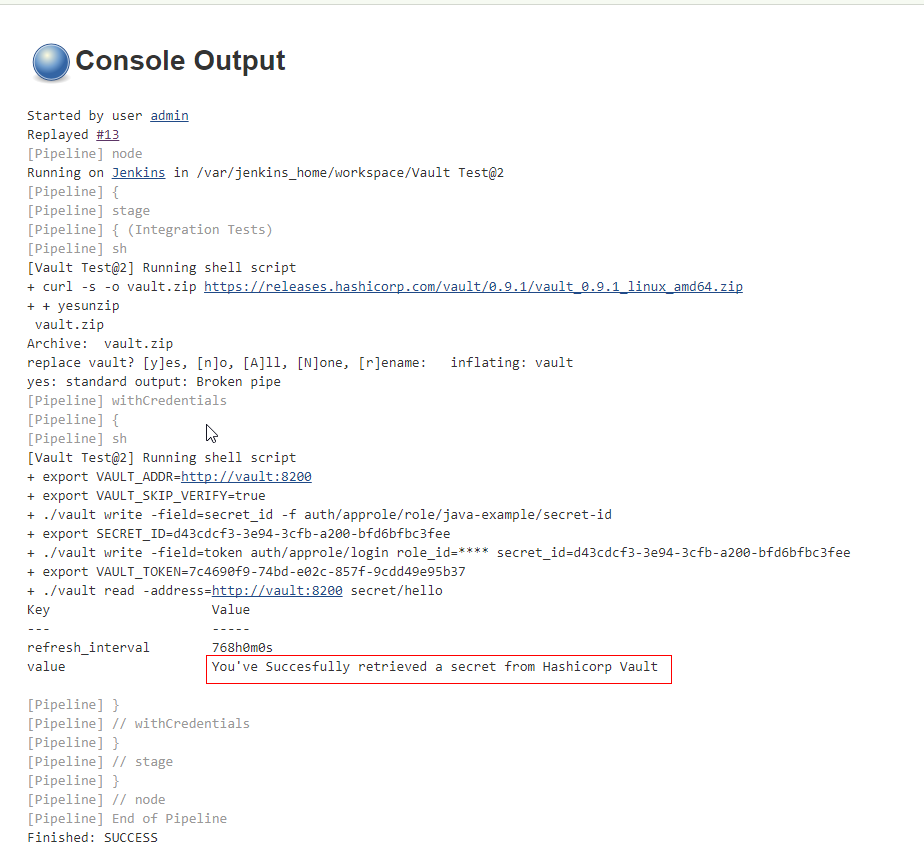 Console Output
Started by user admin
Replayed #13
[Pipeline] node
Running on Jenkins in /var/jenkins_home/workspace/Vault Test@2
[Pipeline] {
[Pipeline] stage
[Pipeline] { (Integration Tests)
[Pipeline] sh
[Vault Test@2] Running shell script
+ curl -s -o vault.zip https://releases.hashicorp.com/vault/0.9.1/vault_0.9.1_linux_amd64.zip
+ + yesunzip
 vault.zip
Archive:  vault.zip
replace vault? [y]es, [n]o, [A]ll, [N]one, [r]ename:   inflating: vault
yes: standard output: Broken pipe
[Pipeline] withCredentials
[Pipeline] {
[Pipeline] sh
[Vault Test@2] Running shell script
+ export VAULT_ADDR=http://vault:8200
+ export VAULT_SKIP_VERIFY=true
+ ./vault write -field=secret_id -f auth/approle/role/java-example/secret-id
+ export SECRET_ID=d43cdcf3-3e94-3cfb-a200-bfd6bfbc3fee
+ ./vault write -field=token auth/approle/login role_id=**** secret_id=d43cdcf3-3e94-3cfb-a200-bfd6bfbc3fee
+ export VAULT_TOKEN=7c4690f9-74bd-e02c-857f-9cdd49e95b37
+ ./vault read -address=http://vault:8200 secret/hello
Key                     Value
---                     -----
refresh_interval        768h0m0s
value                   You've Succesfully retrieved a secret from Hashicorp Vault
[Pipeline] }
[Pipeline] // withCredentials
[Pipeline] }
[Pipeline] // stage
[Pipeline] }
[Pipeline] // node
[Pipeline] End of Pipeline
Finished: SUCCESS